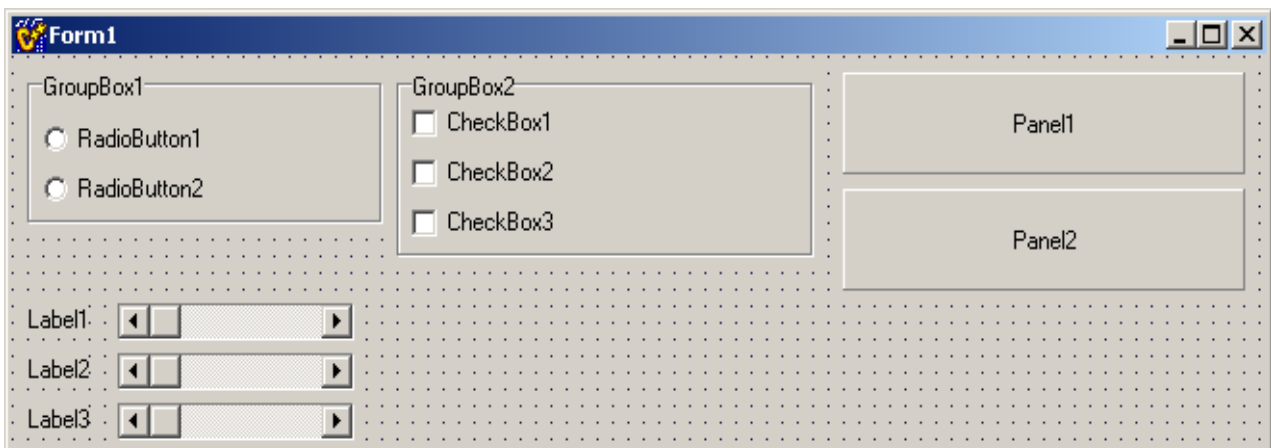 Form1
GroupBox1
RadioButton1
RadioButton2
GroupBox2
CheckBox1
CheckBox2
CheckBox3
Panel1
Panel2
Label1
Label2
Label3